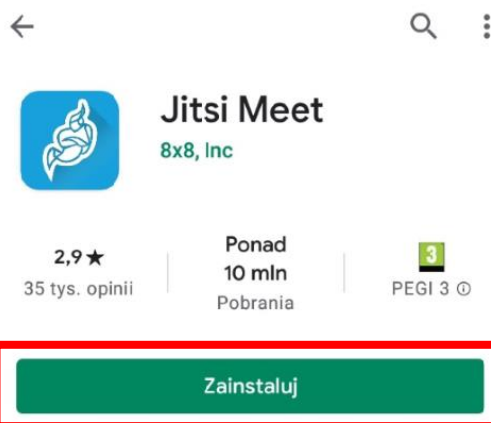 Jitsi Meet
8x8, Inc
2,9 ★
35 tys. opinii
Ponad
10 mln
Pobrania
3
PEGI 3 ⓘ
Zainstaluj